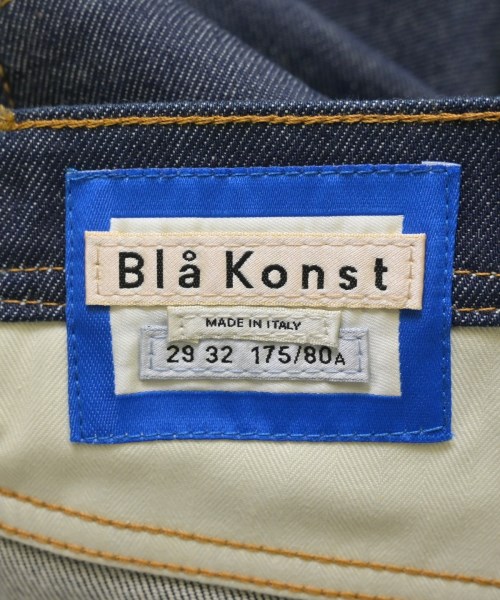 Blå Konst
MADE IN ITALY
29 32 175/80A